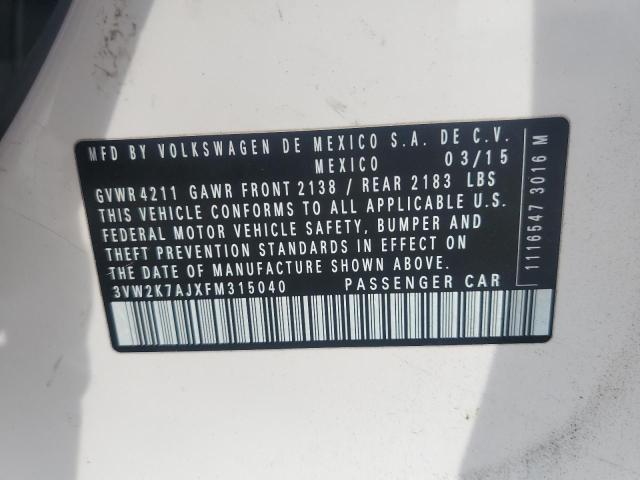 MFD BY VOLKSWAGEN DE MEXICO S.A. DE C.V.
MEXICO 03/15
GVWR 4211 GAWR FRONT 2138 / REAR 2183 LBS
THIS VEHICLE CONFORMS TO ALL APPLICABLE U.S.
FEDERAL MOTOR VEHICLE SAFETY, BUMPER AND
THEFT PREVENTION STANDARDS IN EFFECT ON
THE DATE OF MANUFACTURE SHOWN ABOVE.
3VW2K7AJXFM315040 PASSENGER CAR
1116547 3016 M